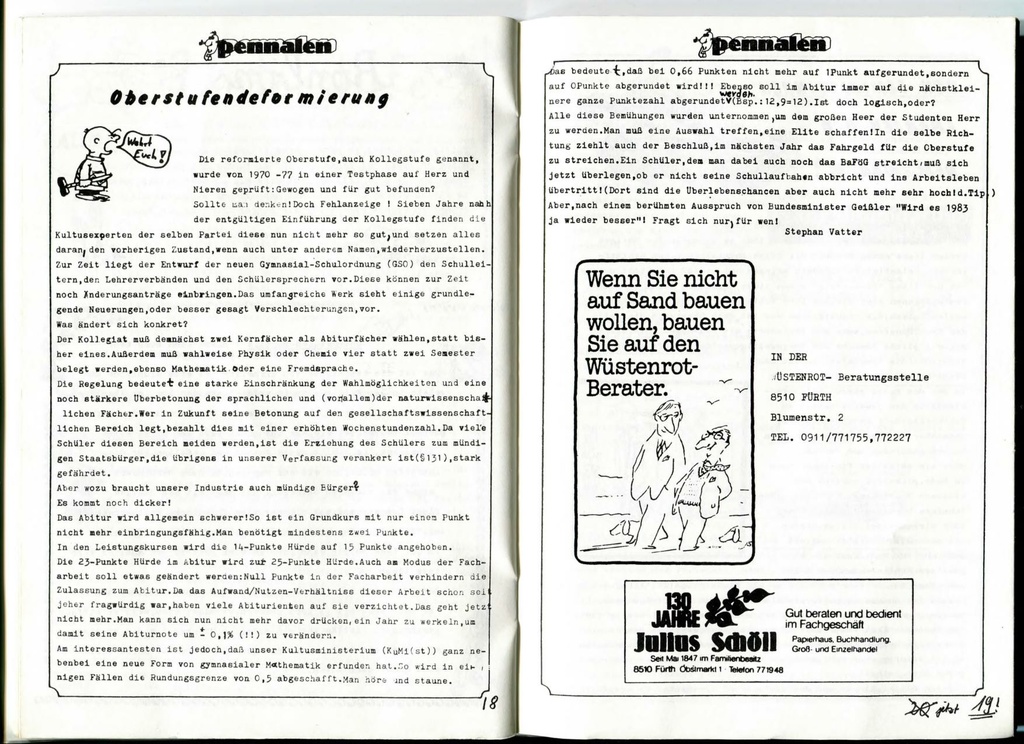 pennalen
Oberstufendeformierung
Wehrt
Euch!
Die reformierte Oberstufe,auch Kollegstufe genannt,
wurde von 1970 -77 in einer Testphase auf Herz und
Nieren geprüft:Gewogen und für gut befunden?
Sollte man denken!Doch Fehlanzeige ! Sieben Jahre nach
der entgültigen Einführung der Kollegstufe finden die
Kultusexperten der selben Partei diese nun nicht mehr so gut,und setzen alles
daran,den vorherigen Zustand,wenn auch unter anderem Namen,wiederherzustellen.
Zur Zeit liegt der Entwurf der neuen Gymnasial-Schulordnung (GSO) den Schullei-
tern,den Lehrerverbänden und den Schülersprechern vor.Diese können zur Zeit
noch Änderungsanträge einbringen.Das umfangreiche Werk sieht einige grundle-
gende Neuerungen,oder besser gesagt Verschlechterungen,vor.
Was ändert sich konkret?
Der Kollegiat muß demnächst zwei Kernfächer als Abiturfächer wählen,statt bis-
her eines.Außerdem muß wahlweise Physik oder Chemie vier statt zwei Semester
belegt werden,ebenso Mathematik oder eine Fremdsprache.
Die Regelung bedeutet eine starke Einschränkung der Wahlmöglichkeiten und eine
noch stärkere Überbetonung der sprachlichen und (vorallem)der naturwissenschaft-
lichen Fächer.Wer in Zukunft seine Betonung auf den gesellschaftswissenschaft-
lichen Bereich legt,bezahlt dies mit einer erhöhten Wochenstundenzahl.Da viele
Schüler diesen Bereich meiden werden,ist die Erziehung des Schülers zum mündi-
gen Staatsbürger,die übrigens in unserer Verfassung verankert ist(§131),stark
gefährdet.
Aber wozu braucht unsere Industrie auch mündige Bürger?
Es kommt noch dicker!
Das Abitur wird allgemein schwerer!So ist ein Grundkurs mit nur einem Punkt
nicht mehr einbringungsfähig.Man benötigt mindestens zwei Punkte.
In den Leistungskursen wird die 14-Punkte Hürde auf 15 Punkte angehoben.
Die 23-Punkte Hürde im Abitur wird zur 25-Punkte Hürde.Auch am Modus der Fach-
arbeit soll etwas geändert werden:Null Punkte in der Facharbeit verhindern die
Zulassung zum Abitur.Da das Aufwand/Nutzen-Verhältniss dieser Arbeit schon seit
jeher fragwürdig war,haben viele Abiturienten auf sie verzichtet.Das geht jetzt
nicht mehr.Man kann sich nun nicht mehr davor drücken,ein Jahr zu werkeln,um
damit seine Abiturnote um ± 0,1% (!!) zu verändern.
Am interessantesten ist jedoch,daß unser Kultusministerium (KuMi(st)) ganz ne-
benbei eine neue Form von gymnasialer Mathematik erfunden hat.So wird in ei-
nigen Fällen die Rundungsgrenze von 0,5 abgeschafft.Man höre und staune.
18
pennalen
Das bedeutet,daß bei 0,66 Punkten nicht mehr auf 1Punkt aufgerundet,sondern
auf 0Punkte abgerundet wird!!! Ebenso soll im Abitur immer auf die nächstklei-
werden.
nere ganze Punktezahl abgerundet(Bsp.:12,9=12).Ist doch logisch,oder?
Alle diese Bemühungen wurden unternommen,um dem großen Heer der Studenten Herr
zu werden.Man muß eine Auswahl treffen,eine Elite schaffen!In die selbe Rich-
tung ziehlt auch der Beschluß,im nächsten Jahr das Fahrgeld für die Oberstufe
zu streichen.Ein Schüler,dem man dabei auch noch das BaFöG streicht,muß sich
jetzt überlegen,ob er nicht seine Schullaufbahen abbricht und ins Arbeitsleben
übertritt!(Dort sind die Überlebenschancen aber auch nicht mehr sehr hoch!d.Tip.)
Aber,nach einem berühmten Ausspruch von Bundesminister Geißler "Wird es 1983
ja wieder besser"! Fragt sich nur,für wen!
Stephan Vatter
Wenn Sie nicht
auf Sand bauen
wollen, bauen
Sie auf den
Wüstenrot-
Berater.
IN DER
WÜSTENROT- Beratungsstelle
8510 FÜRTH
Blumenstr. 2
TEL. 0911/771755,772227
130
JAHRE
Julius Schöll
Seit Mai 1847 im Familienbesitz
8510 Fürth Obstmarkt 1 · Telefon 771948
Gut beraten und bedient
im Fachgeschäft
Papierhaus, Buchhandlung,
Groß- und Einzelhandel
jetzt 19!